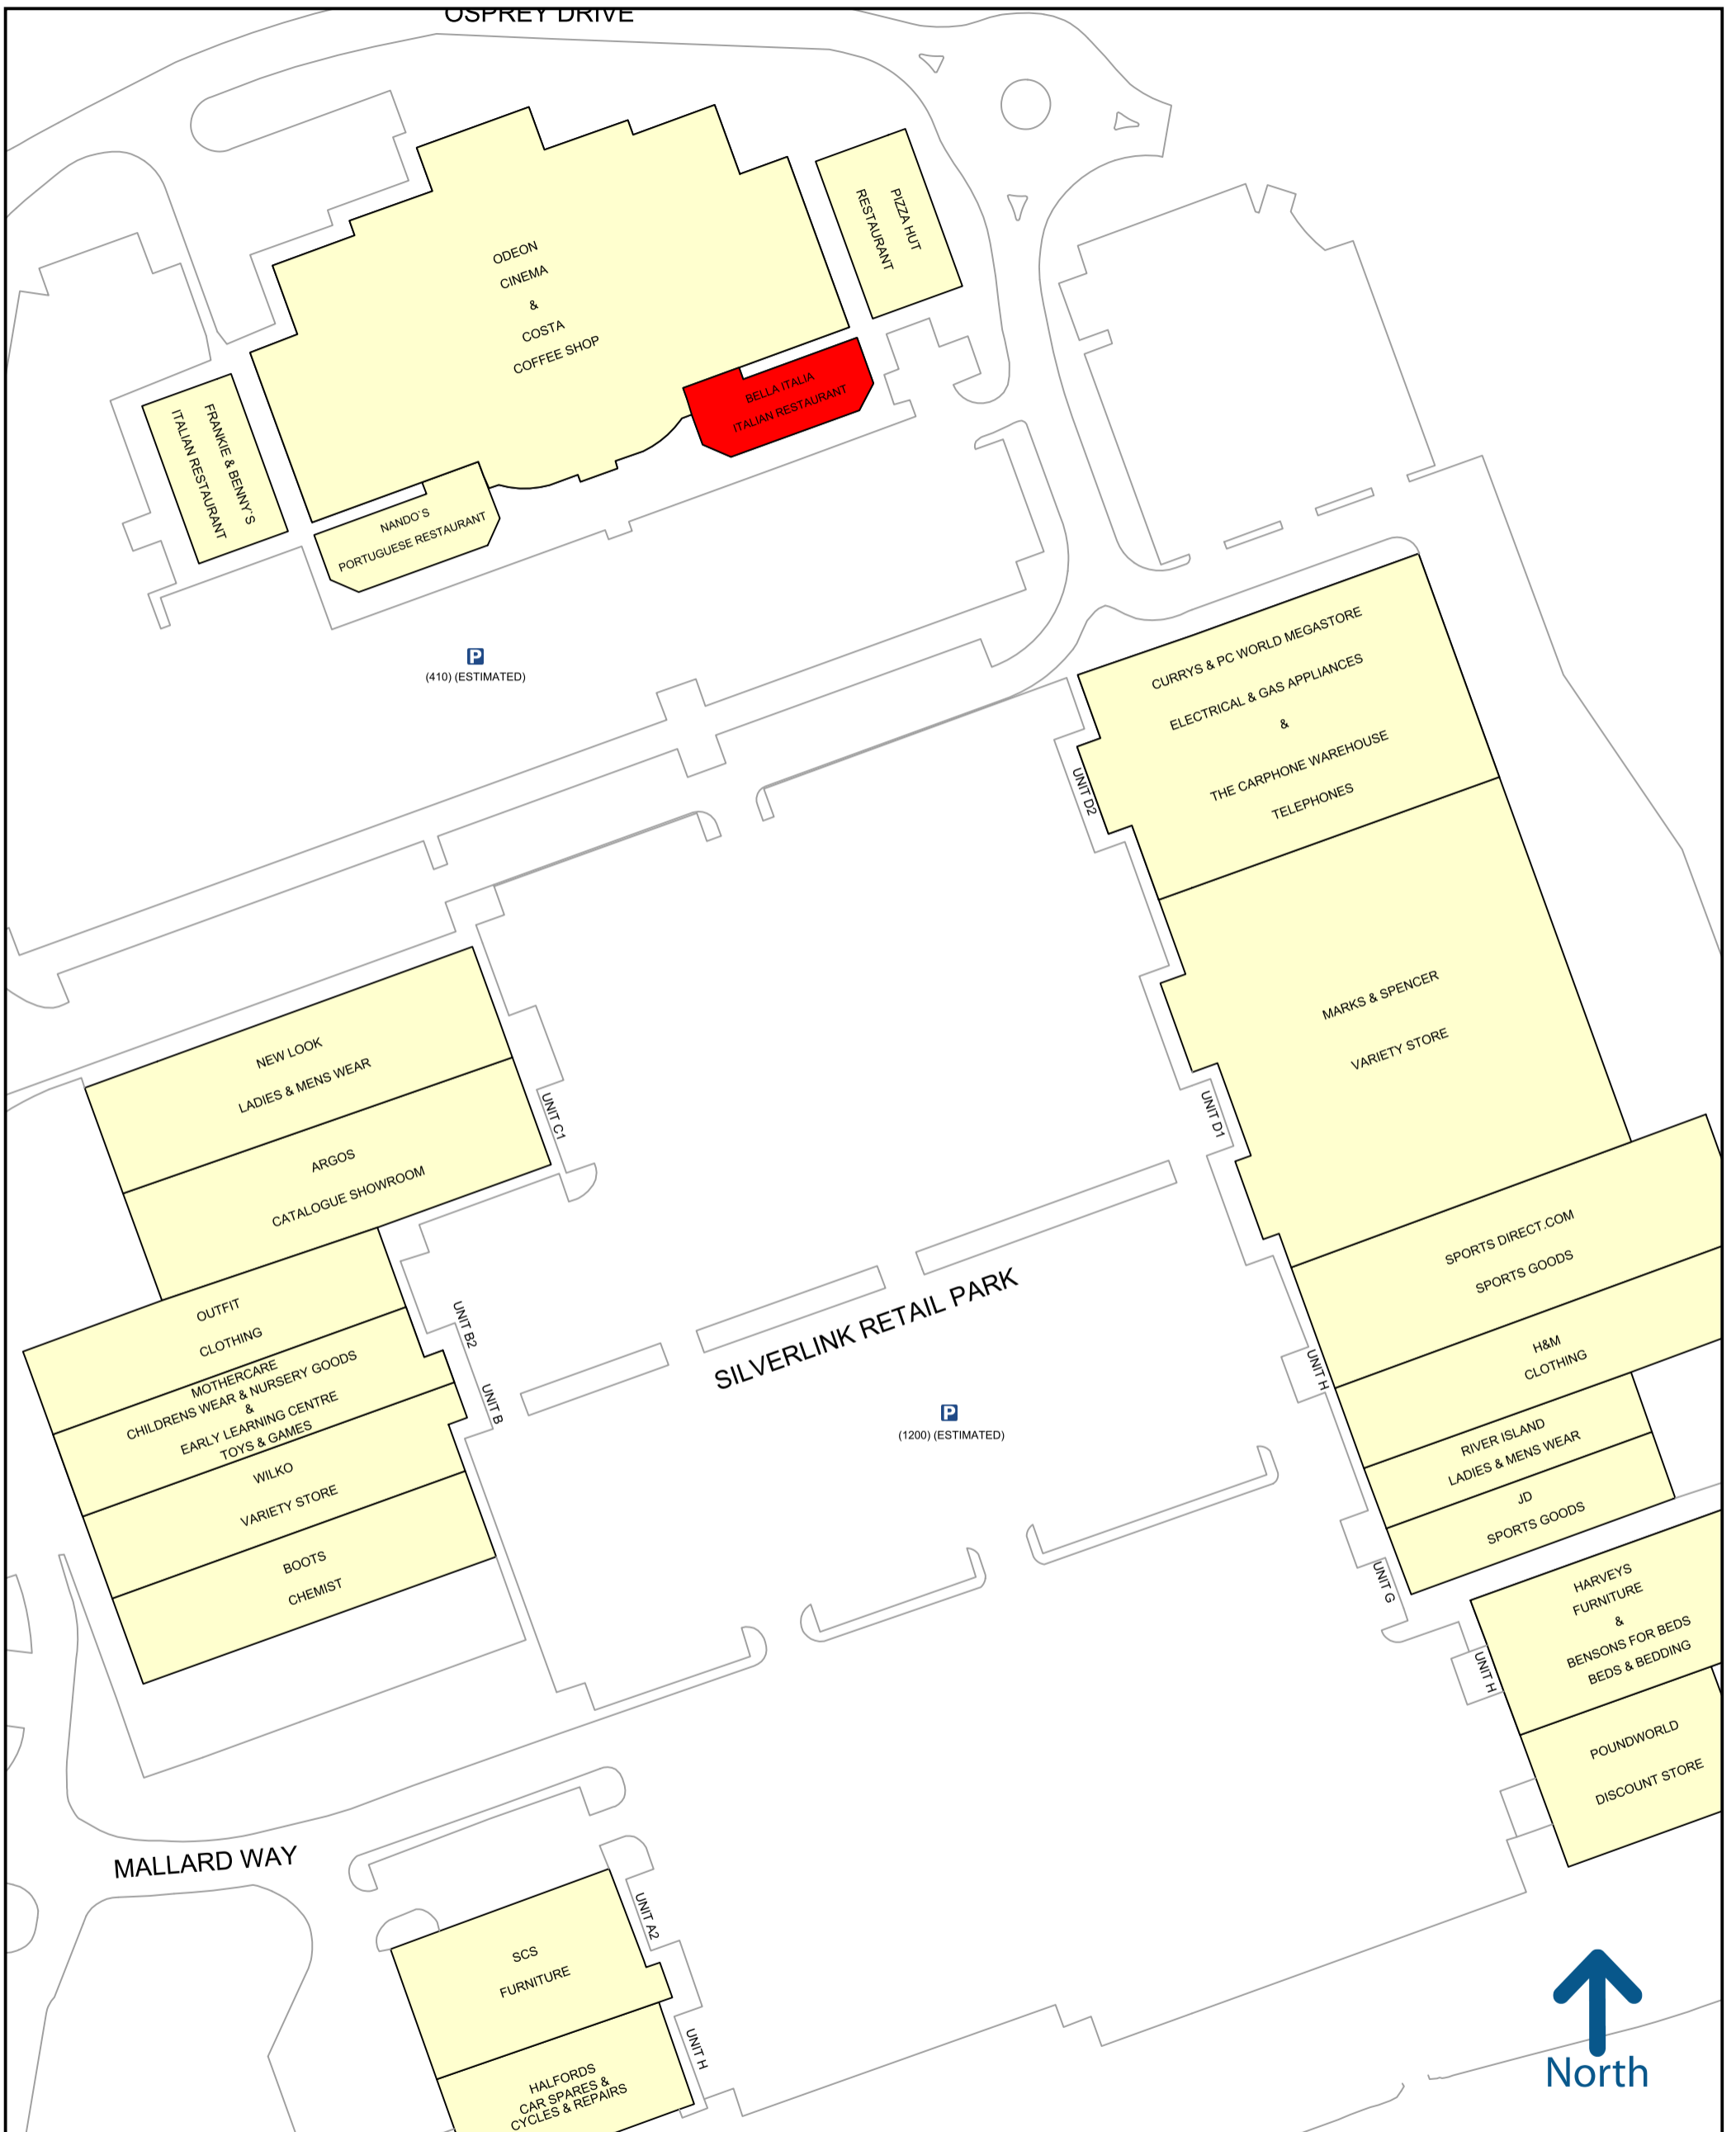 OSPREY DRIVE
ODEON
CINEMA
&
COSTA
COFFEE SHOP
PIZZA HUT
RESTAURANT
BELLA ITALIA
ITALIAN RESTAURANT
FRANKIE & BENNY`S
ITALIAN RESTAURANT
NANDO`S
PORTUGUESE RESTAURANT
P
(410) (ESTIMATED)
CURRYS & PC WORLD MEGASTORE
ELECTRICAL & GAS APPLIANCES
&
THE CARPHONE WAREHOUSE
TELEPHONES
UNIT D2
MARKS & SPENCER
VARIETY STORE
UNIT D1
NEW LOOK
LADIES & MENS WEAR
ARGOS
CATALOGUE SHOWROOM
UNIT C1
OUTFIT
CLOTHING
MOTHERCARE
CHILDRENS WEAR & NURSERY GOODS
&
EARLY LEARNING CENTRE
TOYS & GAMES
WILKO
VARIETY STORE
BOOTS
CHEMIST
UNIT B2
UNIT B
SILVERLINK RETAIL PARK
P
(1200) (ESTIMATED)
SPORTS DIRECT.COM
SPORTS GOODS
H&M
CLOTHING
UNIT H
RIVER ISLAND
LADIES & MENS WEAR
JD
SPORTS GOODS
UNIT G
HARVEYS
FURNITURE
&
BENSONS FOR BEDS
BEDS & BEDDING
UNIT H
POUNDWORLD
DISCOUNT STORE
MALLARD WAY
SCS
FURNITURE
UNIT A2
HALFORDS
CAR SPARES &
CYCLES & REPAIRS
UNIT H
North